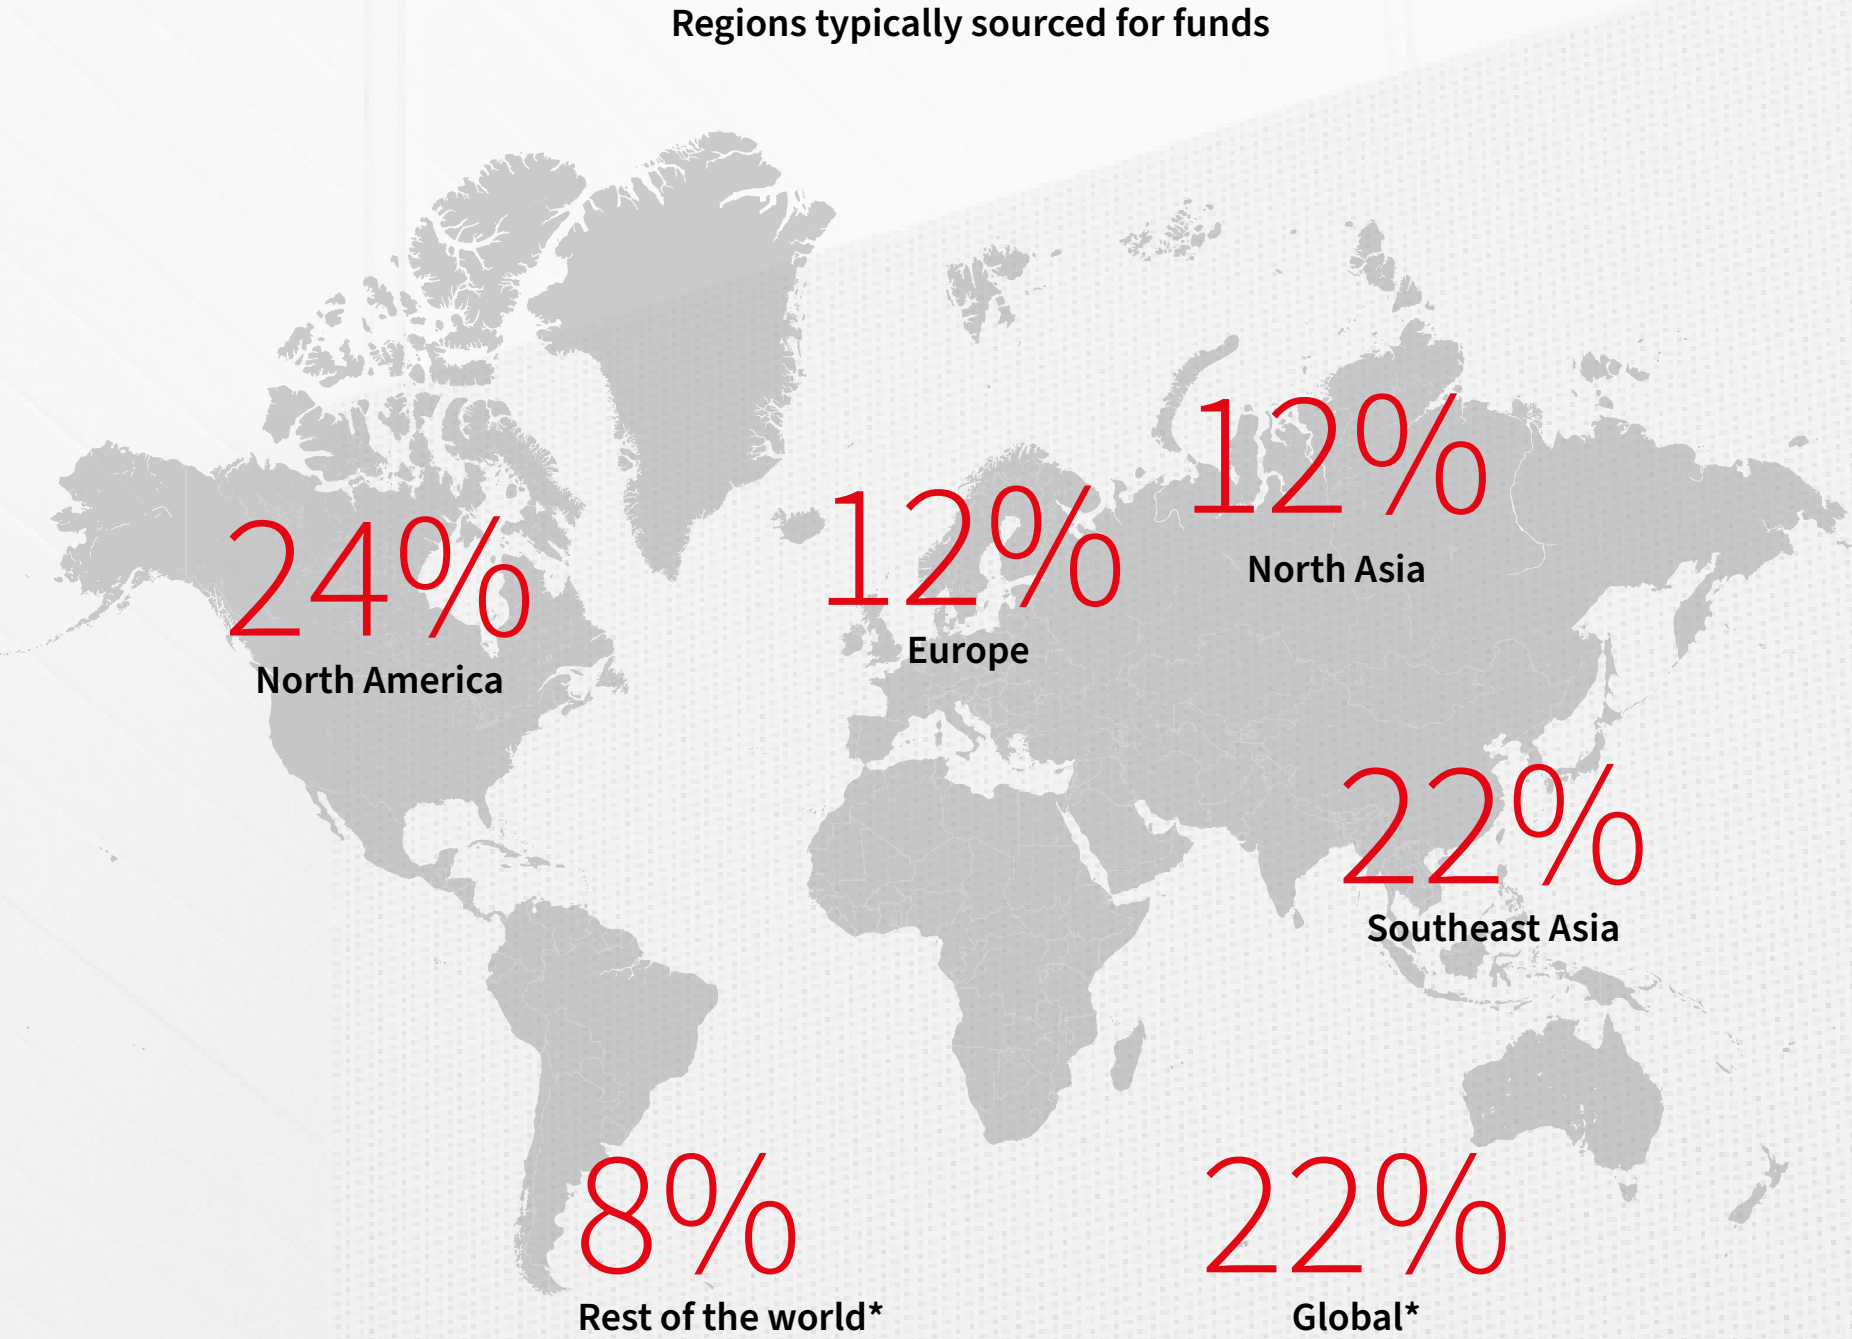 Regions typically sourced for funds
12%
North Asia
12%
Europe
24%
North America
22%
Southeast Asia
8%
Rest of the world*
22%
Global*